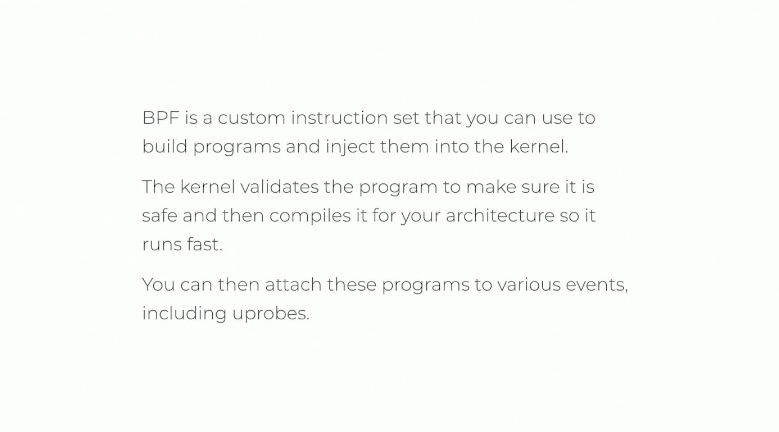 BPF is a custom instruction set that you can use to
build programs and inject them into the kernel.
The kernel validates the program to make sure it is
safe and then compiles it for your architecture so it
runs fast.
You can then attach these programs to various events,
including uprobes.